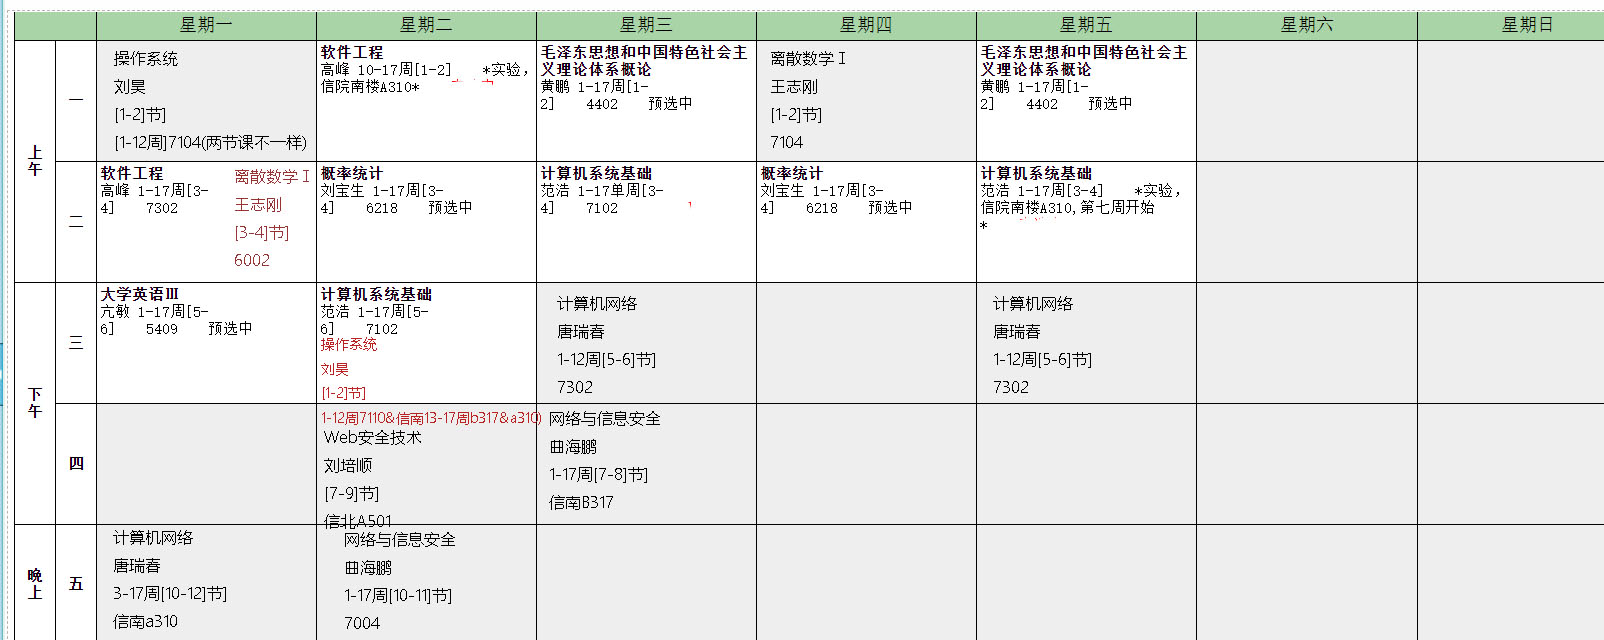 星期一 星期二 星期三 星期四 星期五 星期六 星期日
上午
一
操作系统
刘昊
[1-2]节]
[1-12周]7104(两节课不一样)
软件工程
高峰 10-17周[1-2] *实验，
信院南楼A310*
毛泽东思想和中国特色社会主
义理论体系概论
黄鹏 1-17周[1-
2] 4402 预选中
离散数学Ⅰ
王志刚
[1-2]节]
7104
毛泽东思想和中国特色社会主
义理论体系概论
黄鹏 1-17周[1-
2] 4402 预选中
二
软件工程
高峰 1-17周[3-
4] 7302
离散数学Ⅰ
王志刚
[3-4]节]
6002
概率统计
刘宝生 1-17周[3-
4] 6218 预选中
计算机系统基础
范浩 1-17单周[3-
4] 7102
概率统计
刘宝生 1-17周[3-
4] 6218 预选中
计算机系统基础
范浩 1-17周[3-4] *实验，
信院南楼A310,第七周开始
*
下午
三
大学英语Ⅲ
亢敏 1-17周[5-
6] 5409 预选中
计算机系统基础
范浩 1-17周[5-
6] 7102
操作系统
刘昊
[1-2]节]
1-12周7110&信南13-17周b317&a310)
计算机网络
唐瑞春
1-12周[5-6]节]
7302
计算机网络
唐瑞春
1-12周[5-6]节]
7302
四
Web安全技术
刘培顺
[7-9]节]
信北A501
网络与信息安全
曲海鹏
1-17周[7-8]节]
信南B317
晚上
五
计算机网络
唐瑞春
3-17周[10-12]节]
信南a310
网络与信息安全
曲海鹏
1-17周[10-11]节]
7004